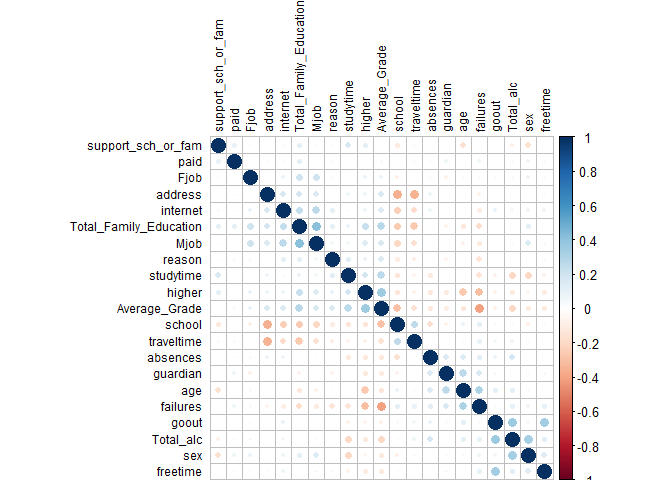 support_sch_or_fam
paid
Fjob
address
internet
Total_Family_Education
Mjob
reason
studytime
higher
Average_Grade
school
traveltime
absences
guardian
age
failures
goout
Total_alc
sex
freetime
support_sch_or_fam
paid
Fjob
address
internet
Total_Family_Education
Mjob
reason
studytime
higher
Average_Grade
school
traveltime
absences
guardian
age
failures
goout
Total_alc
sex
freetime
1
0.8
0.6
0.4
0.2
0
-0.2
-0.4
-0.6
-0.8
-1